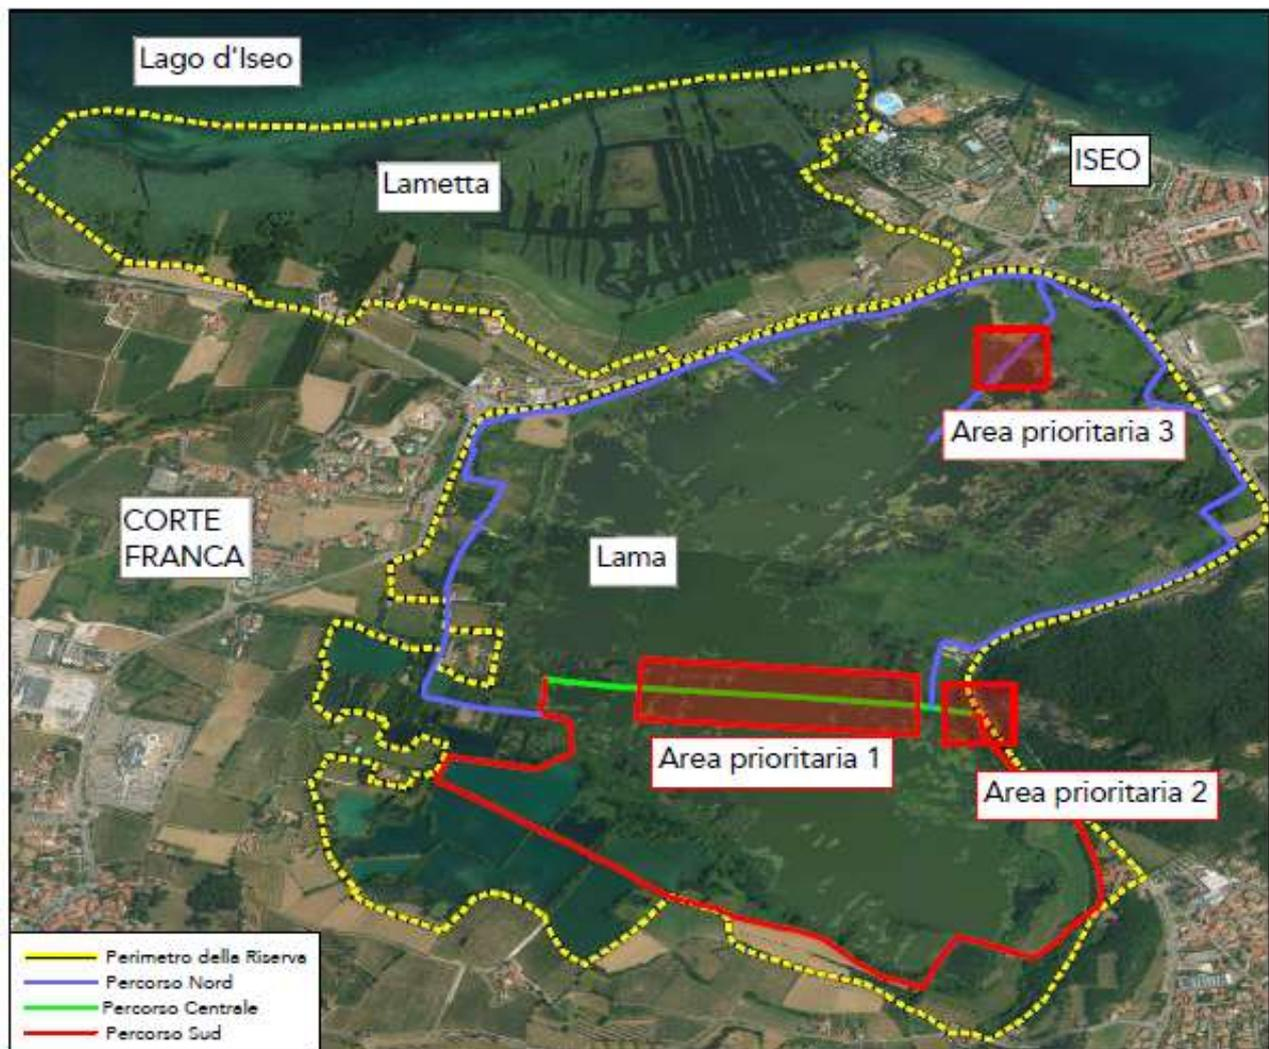 Lago d'Iseo
ISEO
Lametta
Area prioritaria 3
CORTE
FRANCA
Lama
Area prioritaria 1
Area prioritaria 2
Perimetro della Riserva
Percorso Nord
Percorso Centrale
Percorso Sud